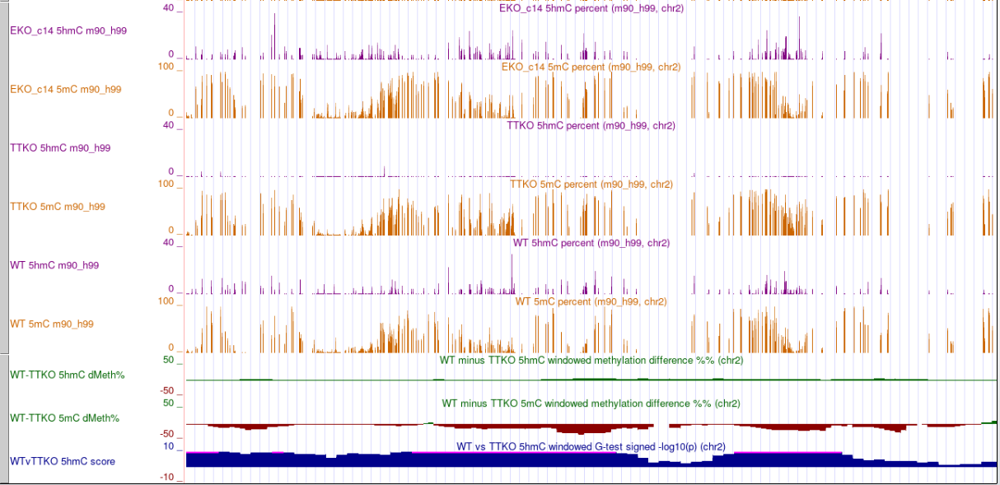 40 _ EKO_c14 5hmC percent (m90_h99, chr2)
EKO_c14 5hmC m90_h99
0 _
100 _ EKO_c14 5mC percent (m90_h99, chr2)
EKO_c14 5mC m90_h99
0 _
40 _ TTKO 5hmC percent (m90_h99, chr2)
TTKO 5hmC m90_h99
0 _
100 _ TTKO 5mC percent (m90_h99, chr2)
TTKO 5mC m90_h99
0 _
40 _ WT 5hmC percent (m90_h99, chr2)
WT 5hmC m90_h99
0 _
100 _ WT 5mC percent (m90_h99, chr2)
WT 5mC m90_h99
0 _
50 _ WT minus TTKO 5hmC windowed methylation difference %% (chr2)
WT-TTKO 5hmC dMeth%
-50 _
50 _ WT minus TTKO 5mC windowed methylation difference %% (chr2)
WT-TTKO 5mC dMeth%
-50 _
10 _ WT vs TTKO 5hmC windowed G-test signed -log10(p) (chr2)
WTvTTKO 5hmC score
-10 _